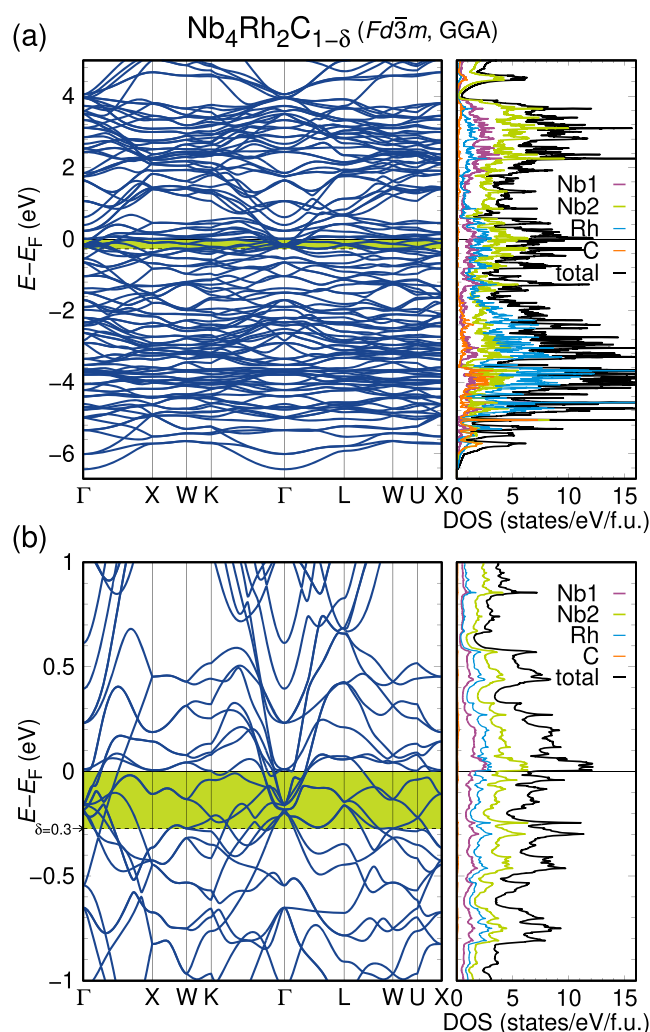 (a) Nb₄Rh₂C₁₋δ (Fd3̅m, GGA)
4
2
0
−2
−4
−6
E−E_F (eV)
Γ X W K Γ L W U X
Nb1
Nb2
Rh
C
total
0 5 10 15
DOS (states/eV/f.u.)
(b)
1
0.5
0
δ=0.3
−0.5
−1
E−E_F (eV)
Γ X W K Γ L W U X
Nb1
Nb2
Rh
C
total
0 5 10 15
DOS (states/eV/f.u.)